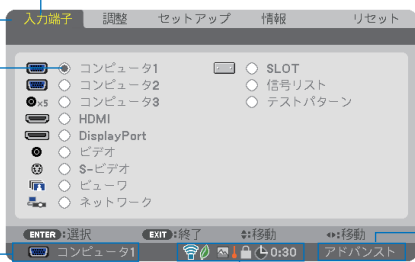 入力端子 調整 セットアップ 情報 リセット
コンピュータ1
コンピュータ2
×5 コンピュータ3
HDMI
DisplayPort
ビデオ
S-ビデオ
ビューワ
ネットワーク
SLOT
信号リスト
テストパターン
ENTER :選択 EXIT :終了 :移動 :移動
コンピュータ1 0:30 アドバンスト